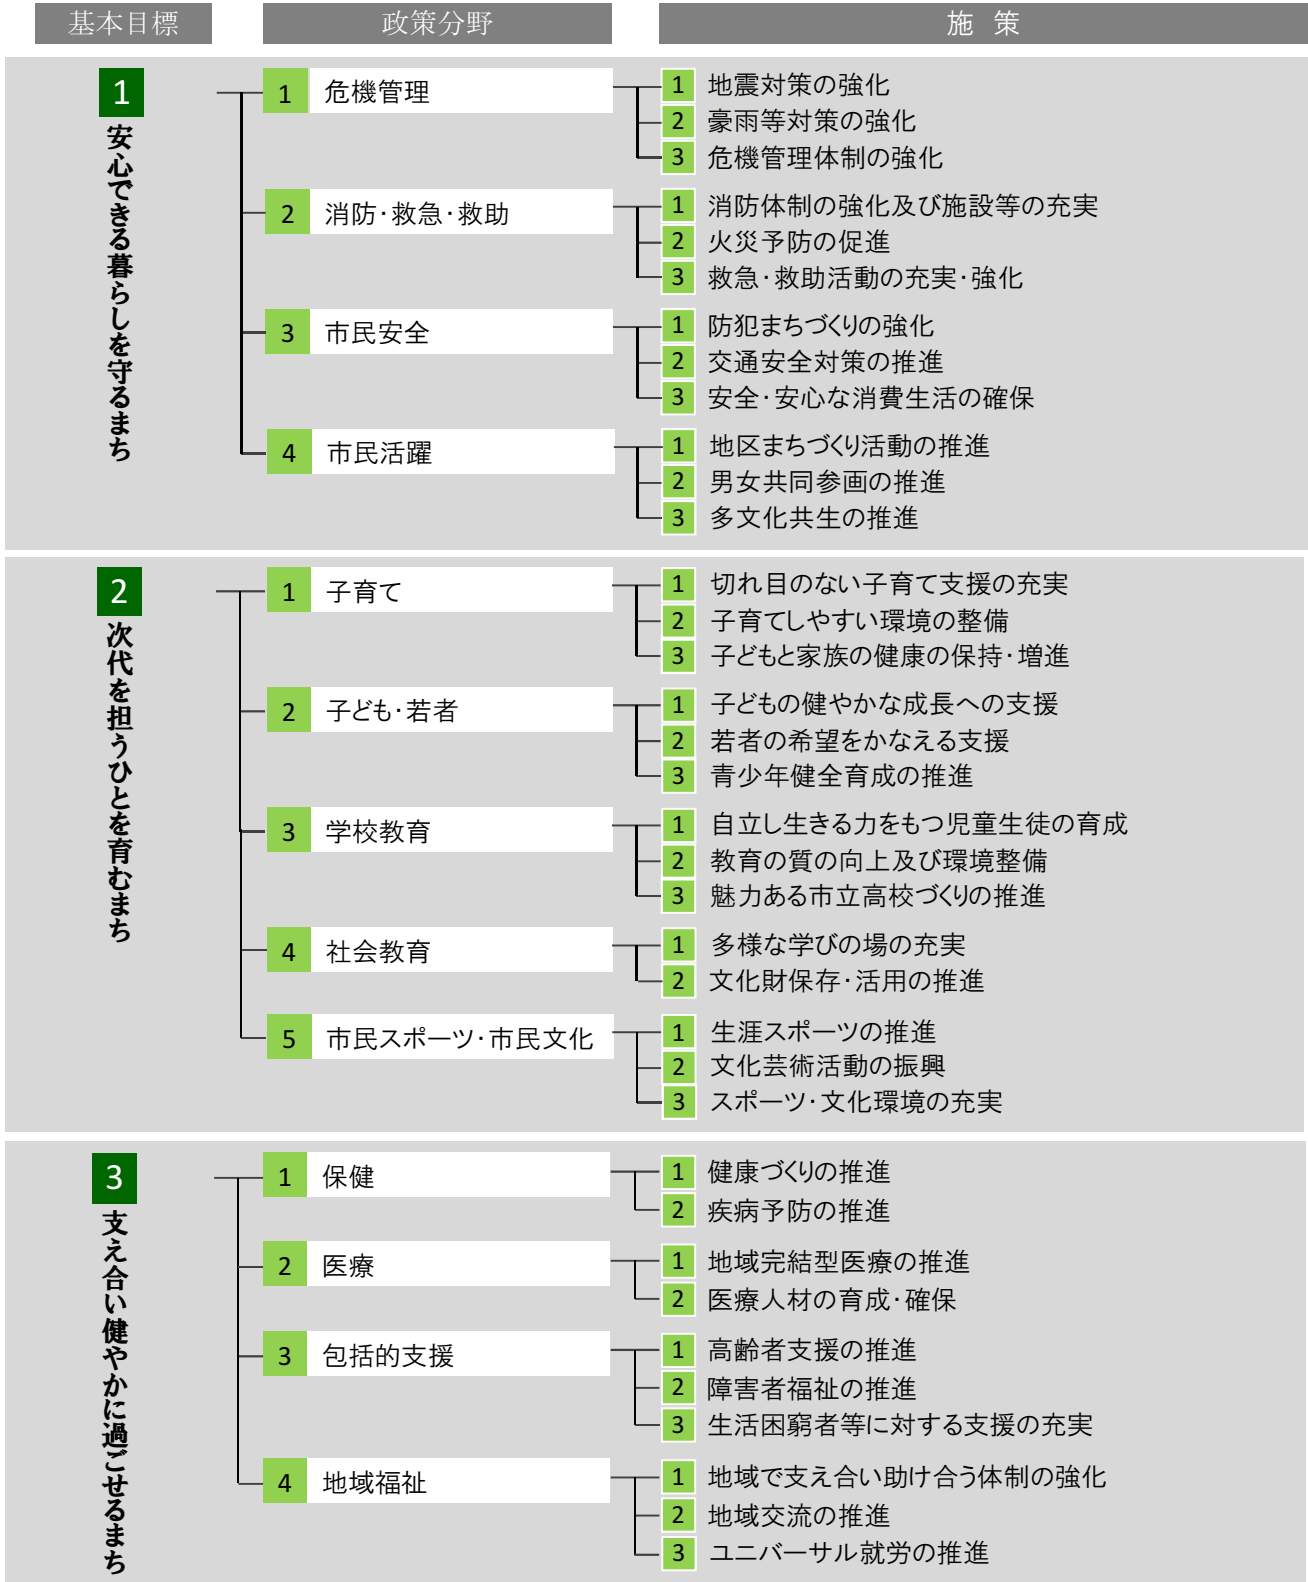 基本目標 政策分野 施 策
1 安心できる暮らしを守るまち
1 危機管理
1 地震対策の強化
2 豪雨等対策の強化
3 危機管理体制の強化
2 消防・救急・救助
1 消防体制の強化及び施設等の充実
2 火災予防の促進
3 救急・救助活動の充実・強化
3 市民安全
1 防犯まちづくりの強化
2 交通安全対策の推進
3 安全・安心な消費生活の確保
4 市民活躍
1 地区まちづくり活動の推進
2 男女共同参画の推進
3 多文化共生の推進
2 次代を担うひとを育むまち
1 子育て
1 切れ目のない子育て支援の充実
2 子育てしやすい環境の整備
3 子どもと家族の健康の保持・増進
2 子ども・若者
1 子どもの健やかな成長への支援
2 若者の希望をかなえる支援
3 青少年健全育成の推進
3 学校教育
1 自立し生きる力をもつ児童生徒の育成
2 教育の質の向上及び環境整備
3 魅力ある市立高校づくりの推進
4 社会教育
1 多様な学びの場の充実
2 文化財保存・活用の推進
5 市民スポーツ・市民文化
1 生涯スポーツの推進
2 文化芸術活動の振興
3 スポーツ・文化環境の充実
3 支え合い健やかに過ごせるまち
1 保健
1 健康づくりの推進
2 疾病予防の推進
2 医療
1 地域完結型医療の推進
2 医療人材の育成・確保
3 包括的支援
1 高齢者支援の推進
2 障害者福祉の推進
3 生活困窮者等に対する支援の充実
4 地域福祉
1 地域で支え合い助け合う体制の強化
2 地域交流の推進
3 ユニバーサル就労の推進